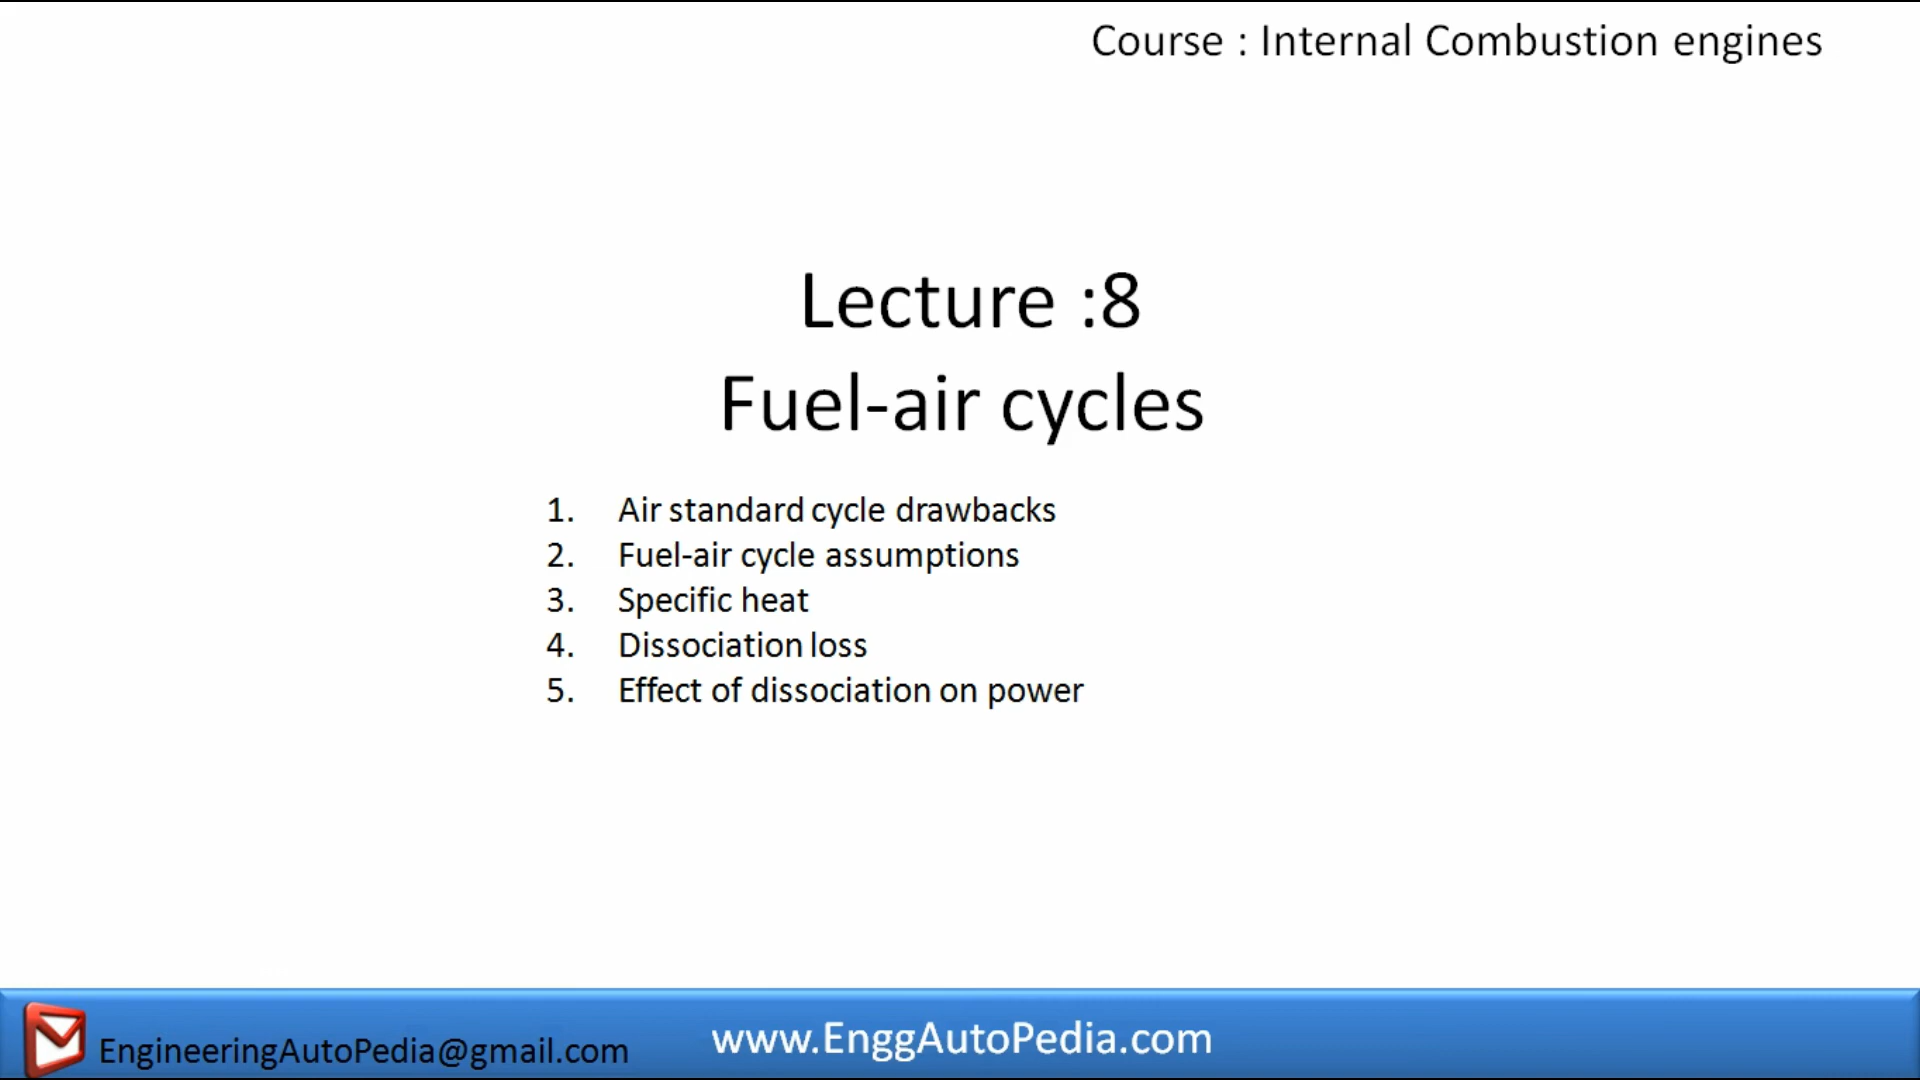 Course : Internal Combustion engines
Lecture :8
Fuel-air cycles
1. Air standard cycle drawbacks
2. Fuel-air cycle assumptions
3. Specific heat
4. Dissociation loss
5. Effect of dissociation on power
EngineeringAutoPedia@gmail.com
www.EnggAutoPedia.com